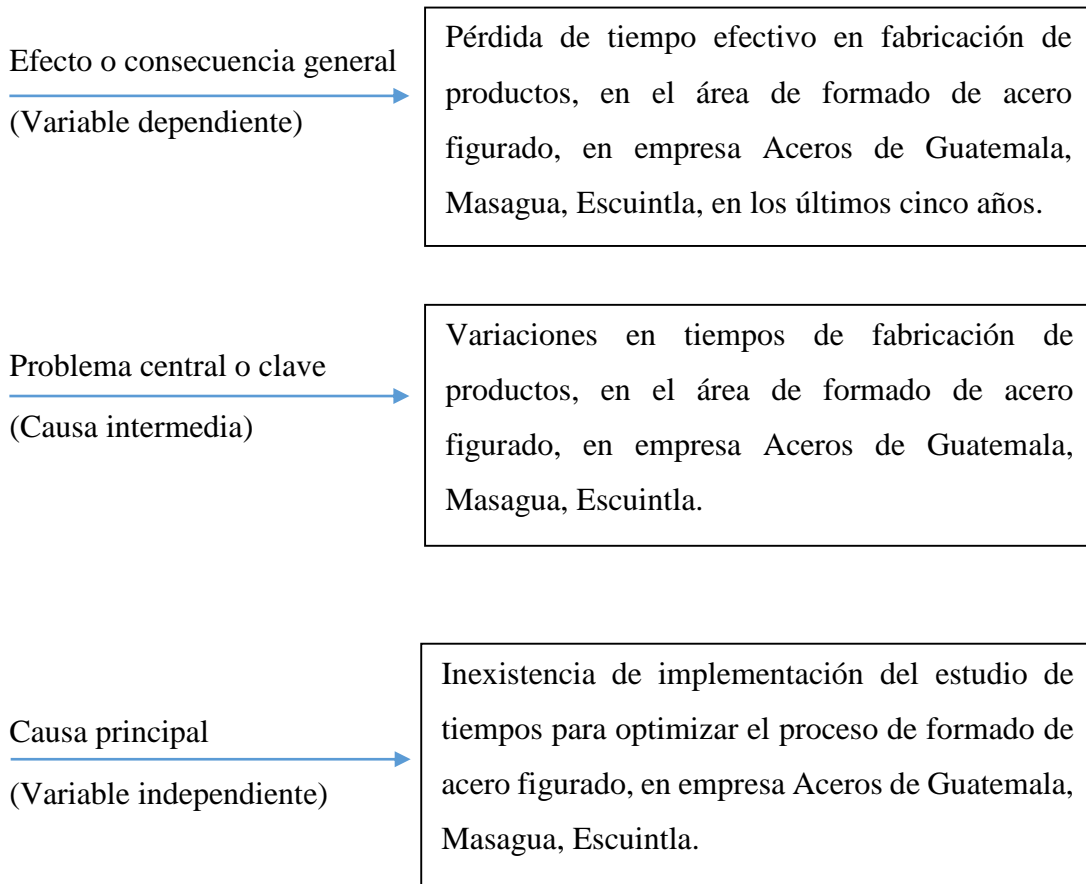 Efecto o consecuencia general
(Variable dependiente)
Pérdida de tiempo efectivo en fabricación de
productos, en el área de formado de acero
figurado, en empresa Aceros de Guatemala,
Masagua, Escuintla, en los últimos cinco años.
Problema central o clave
(Causa intermedia)
Variaciones en tiempos de fabricación de
productos, en el área de formado de acero
figurado, en empresa Aceros de Guatemala,
Masagua, Escuintla.
Causa principal
(Variable independiente)
Inexistencia de implementación del estudio de
tiempos para optimizar el proceso de formado de
acero figurado, en empresa Aceros de Guatemala,
Masagua, Escuintla.